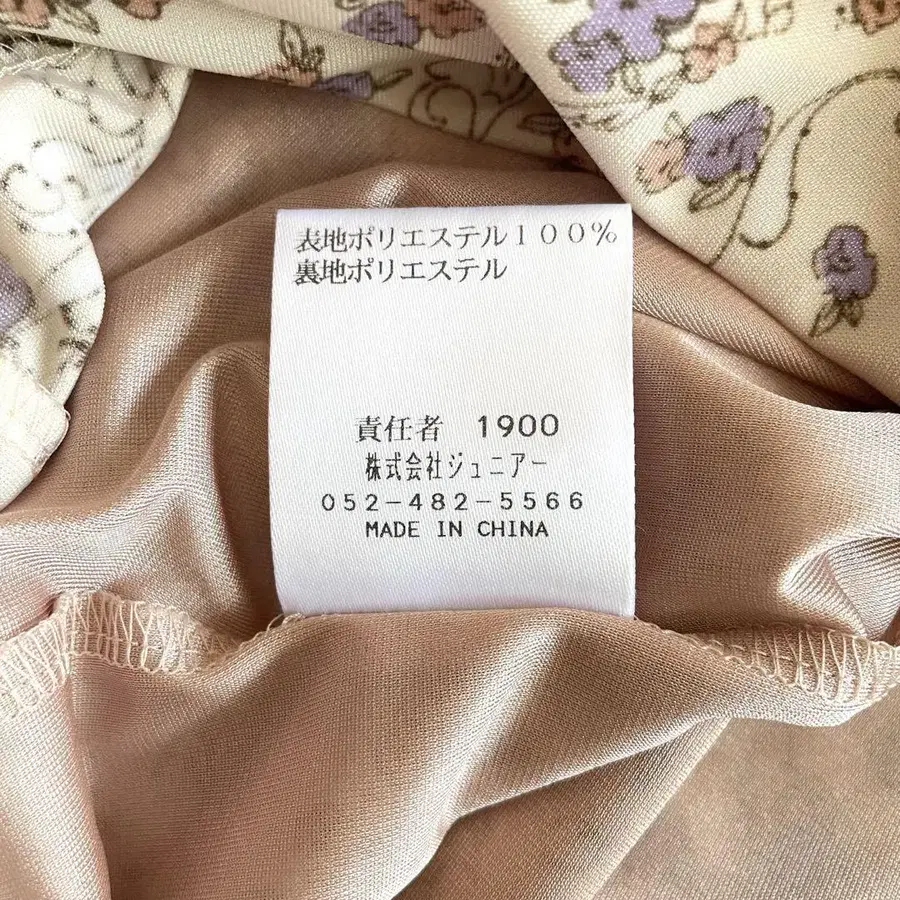 表地ポリエステル１００％
裏地ポリエステル
責任者　1900
株式会社ジュニアー
052-482-5566
MADE IN CHINA